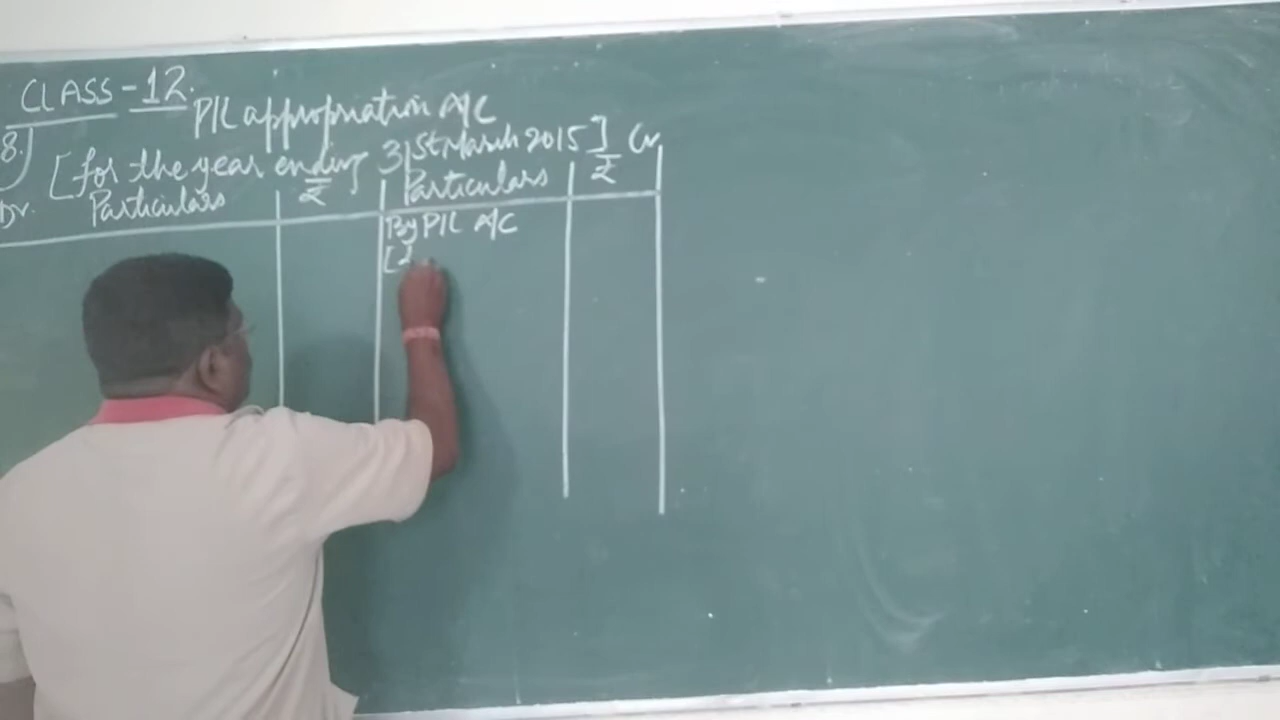 CLASS-12.
P/L appropriation A/C
8.) [for the year ending 31st March 2015] Cr
Dr. Particulars ₹ Particulars ₹
By P/L A/C
[